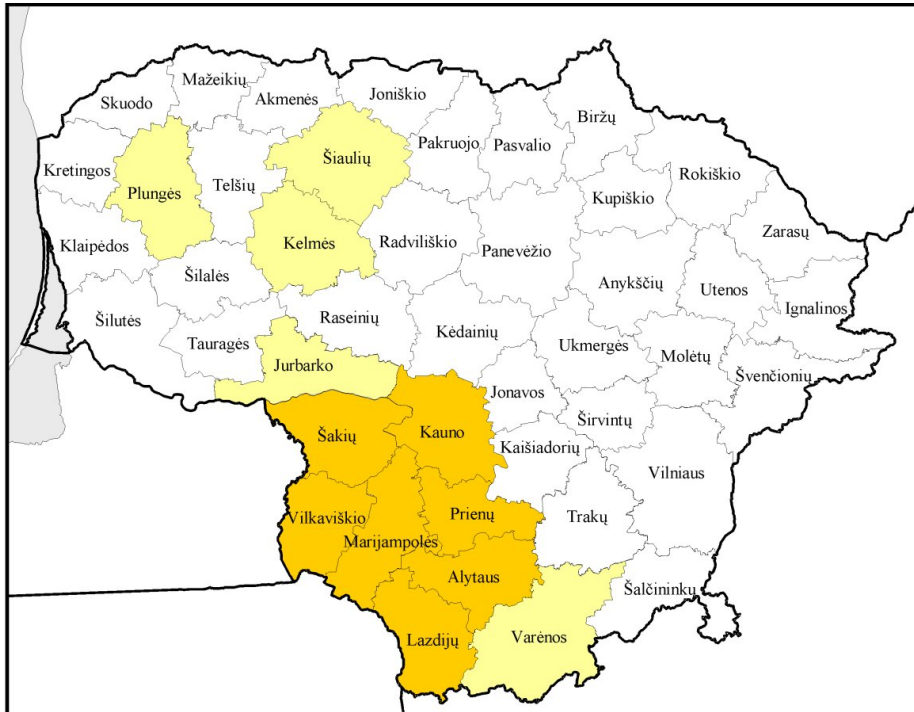 Mažeikių
Skuodo
Akmenės
Joniškio
Biržų
Pakruojo
Pasvalio
Šiaulių
Kretingos
Plungės
Telšių
Rokiškio
Kupiškio
Zarasų
Klaipėdos
Kelmės
Radviliškio
Panevėžio
Šilalės
Anykščių
Utenos
Ignalinos
Šilutės
Raseinių
Tauragės
Kėdainių
Ukmergės
Molėtų
Jurbarko
Švenčionių
Jonavos
Širvintų
Šakių
Kauno
Kaišiadorių
Vilniaus
Vilkaviškio
Prienų
Trakų
Marijampolės
Alytaus
Šalčininkų
Lazdijų
Varėnos